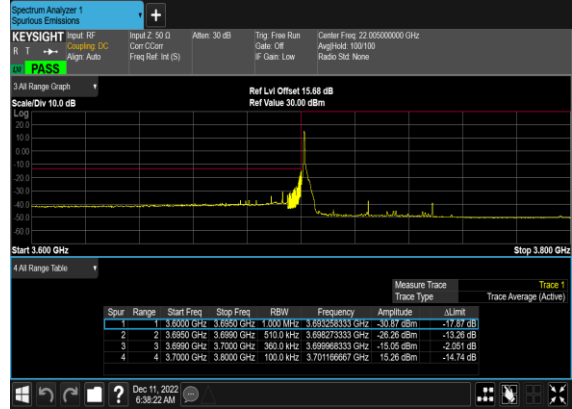 Spectrum Analyzer 1
Spurious Emissions
+
KEYSIGHT Input: RF Input Z: 50 Ω Atten: 30 dB Trig: Free Run Center Freq: 22.005000000 GHz
R T Coupling: DC Corr CCorr Gate: Off Avg|Hold: 100/100
Align: Auto Freq Ref: Int (S) IF Gain: Low Radio Std: None
PASS
3 All Range Graph
Ref Lvl Offset 15.68 dB
Scale/Div 10.0 dB Ref Value 30.00 dBm
Log
20.0
10.0
0.00
-10.0
-20.0
-30.0
-40.0
-50.0
-60.0
Start 3.600 GHz Stop 3.800 GHz
4 All Range Table
Measure Trace Trace 1
Trace Type Trace Average (Active)
Spur Range Start Freq Stop Freq RBW Frequency Amplitude ΔLimit
1 1 3.6000 GHz 3.6950 GHz 1.000 MHz 3.693258333 GHz -30.87 dBm -17.87 dB
2 2 3.6950 GHz 3.6990 GHz 510.0 kHz 3.698273333 GHz -26.26 dBm -13.26 dB
3 3 3.6990 GHz 3.7000 GHz 360.0 kHz 3.699968333 GHz -15.05 dBm -2.051 dB
4 4 3.7000 GHz 3.8000 GHz 100.0 kHz 3.701166667 GHz 15.26 dBm -14.74 dB
? Dec 11, 2022
6:38:22 AM